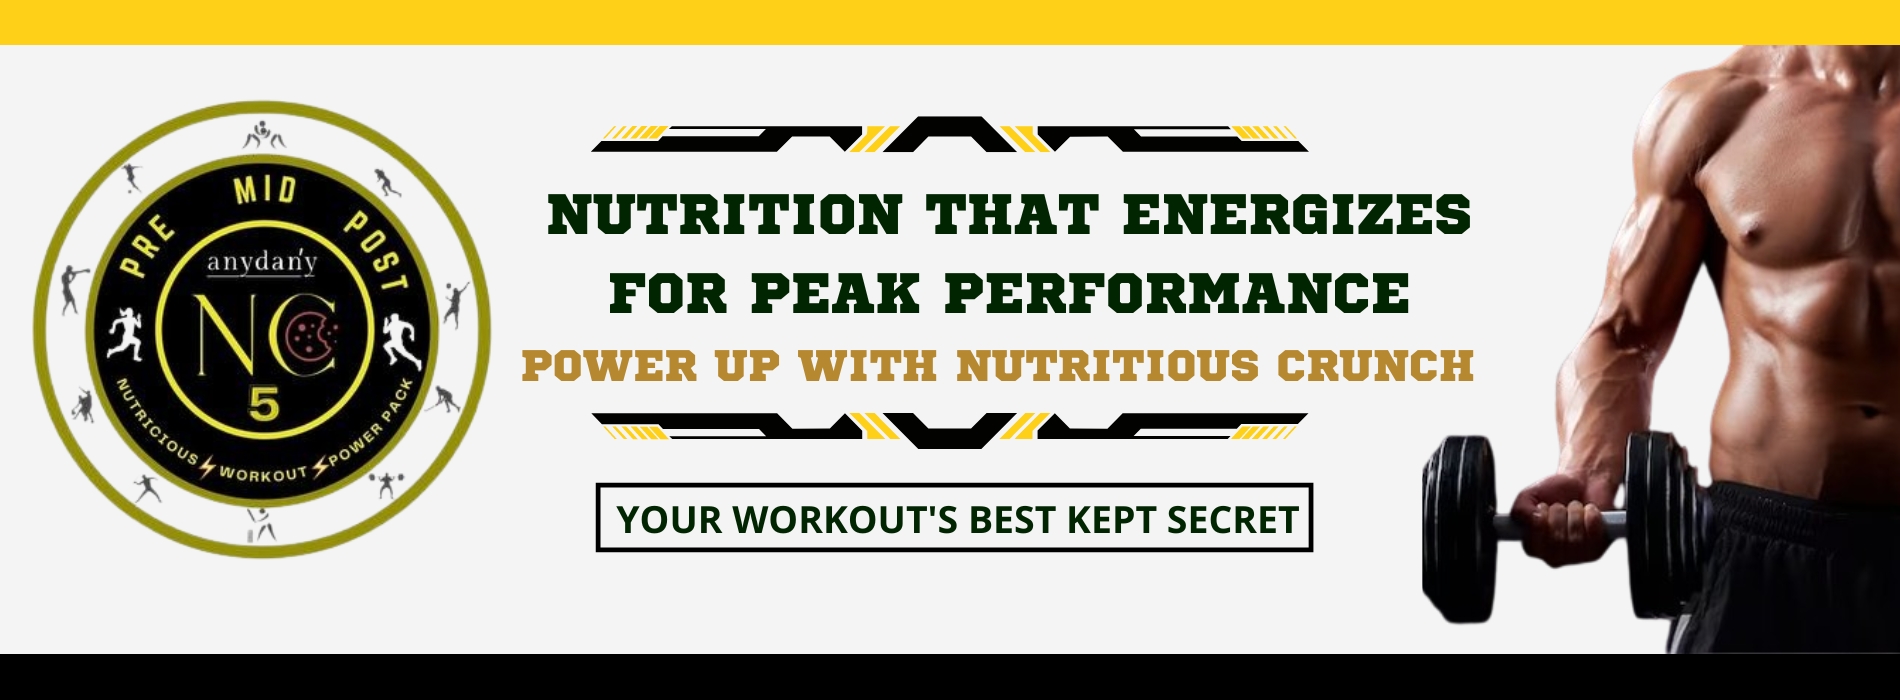 PRE MID POST
anydany
NC
5
NUTRICIOUS WORKOUT POWER PACK
NUTRITION THAT ENERGIZES
FOR PEAK PERFORMANCE
POWER UP WITH NUTRITIOUS CRUNCH
YOUR WORKOUT'S BEST KEPT SECRET